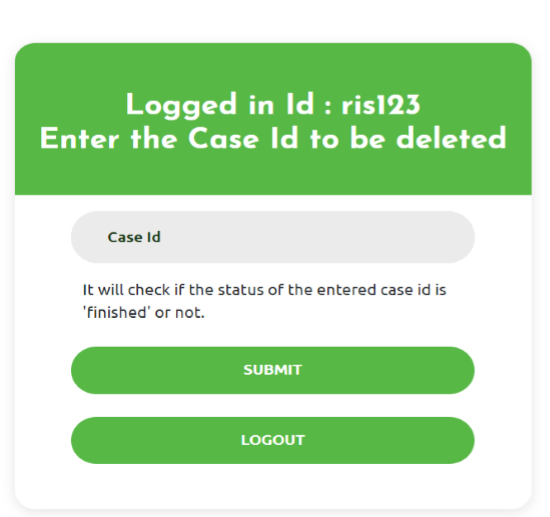 Logged in Id : ris123
Enter the Case Id to be deleted
Case Id
It will check if the status of the entered case id is
'finished' or not.
SUBMIT
LOGOUT